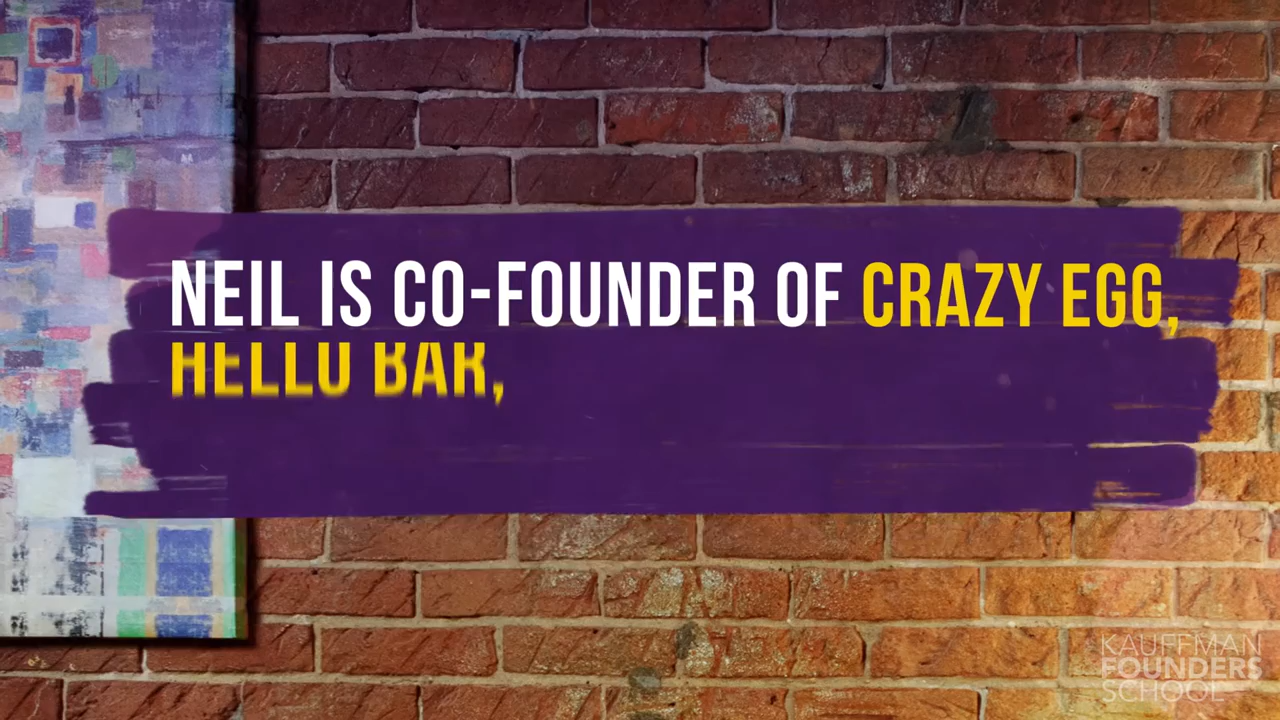 NEIL IS CO-FOUNDER OF CRAZY EGG,
HELLO BAR,
KAUFFMAN
FOUNDERS
SCHOOL